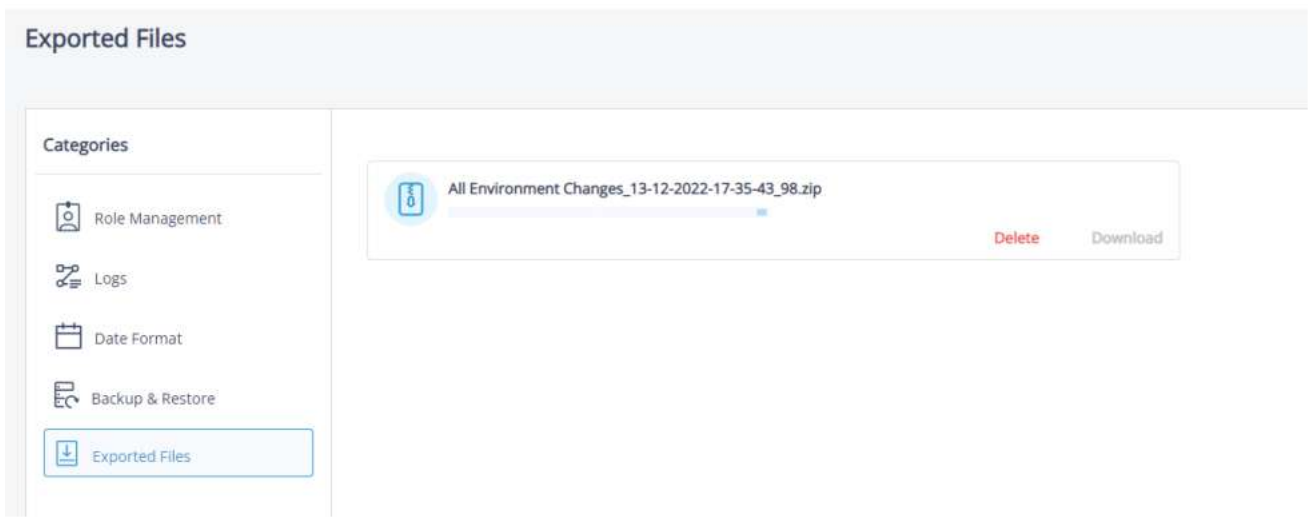 Exported Files
Categories
Role Management
Logs
Date Format
Backup & Restore
Exported Files
All Environment Changes_13-12-2022-17-35-43_98.zip
Delete Download